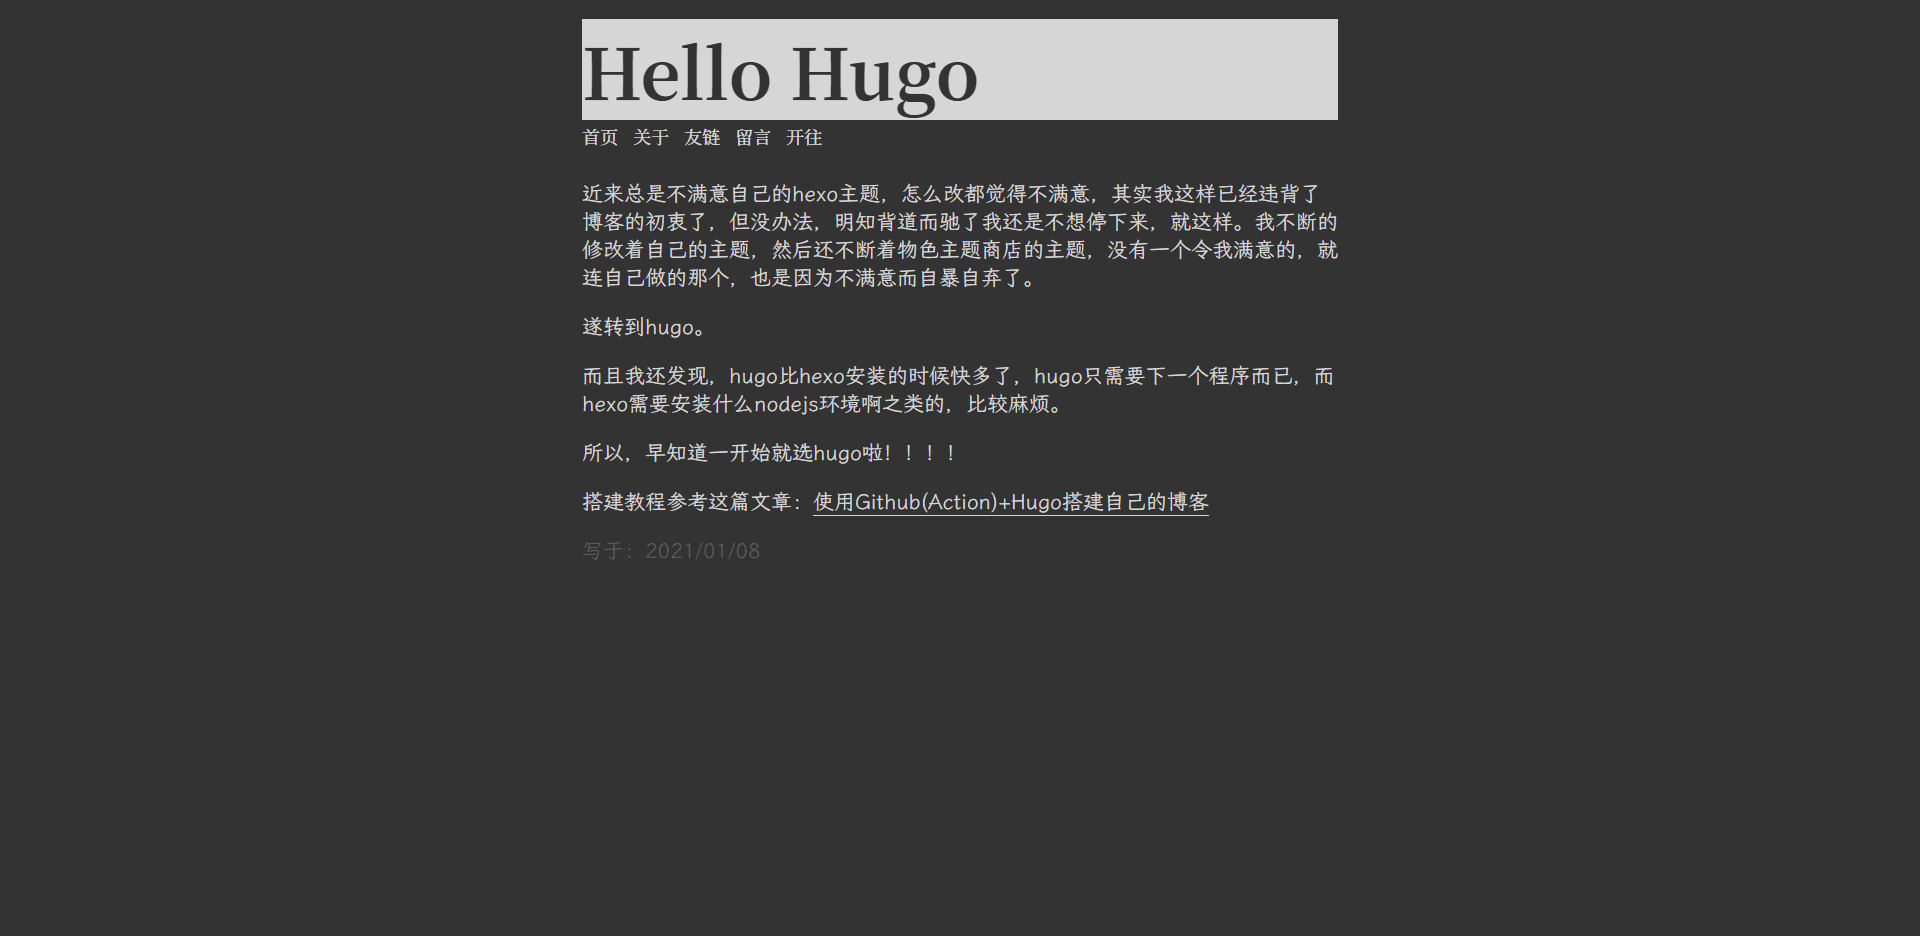 Hello Hugo
首页 关于 友链 留言 开往
近来总是不满意自己的hexo主题，怎么改都觉得不满意，其实我这样已经违背了
博客的初衷了，但没办法，明知背道而驰了我还是不想停下来，就这样。我不断的
修改着自己的主题，然后还不断着物色主题商店的主题，没有一个令我满意的，就
连自己做的那个，也是因为不满意而自暴自弃了。
遂转到hugo。
而且我还发现，hugo比hexo安装的时候快多了，hugo只需要下一个程序而已，而
hexo需要安装什么nodejs环境啊之类的，比较麻烦。
所以，早知道一开始就选hugo啦！！！！
搭建教程参考这篇文章：使用Github(Action)+Hugo搭建自己的博客
写于：2021/01/08